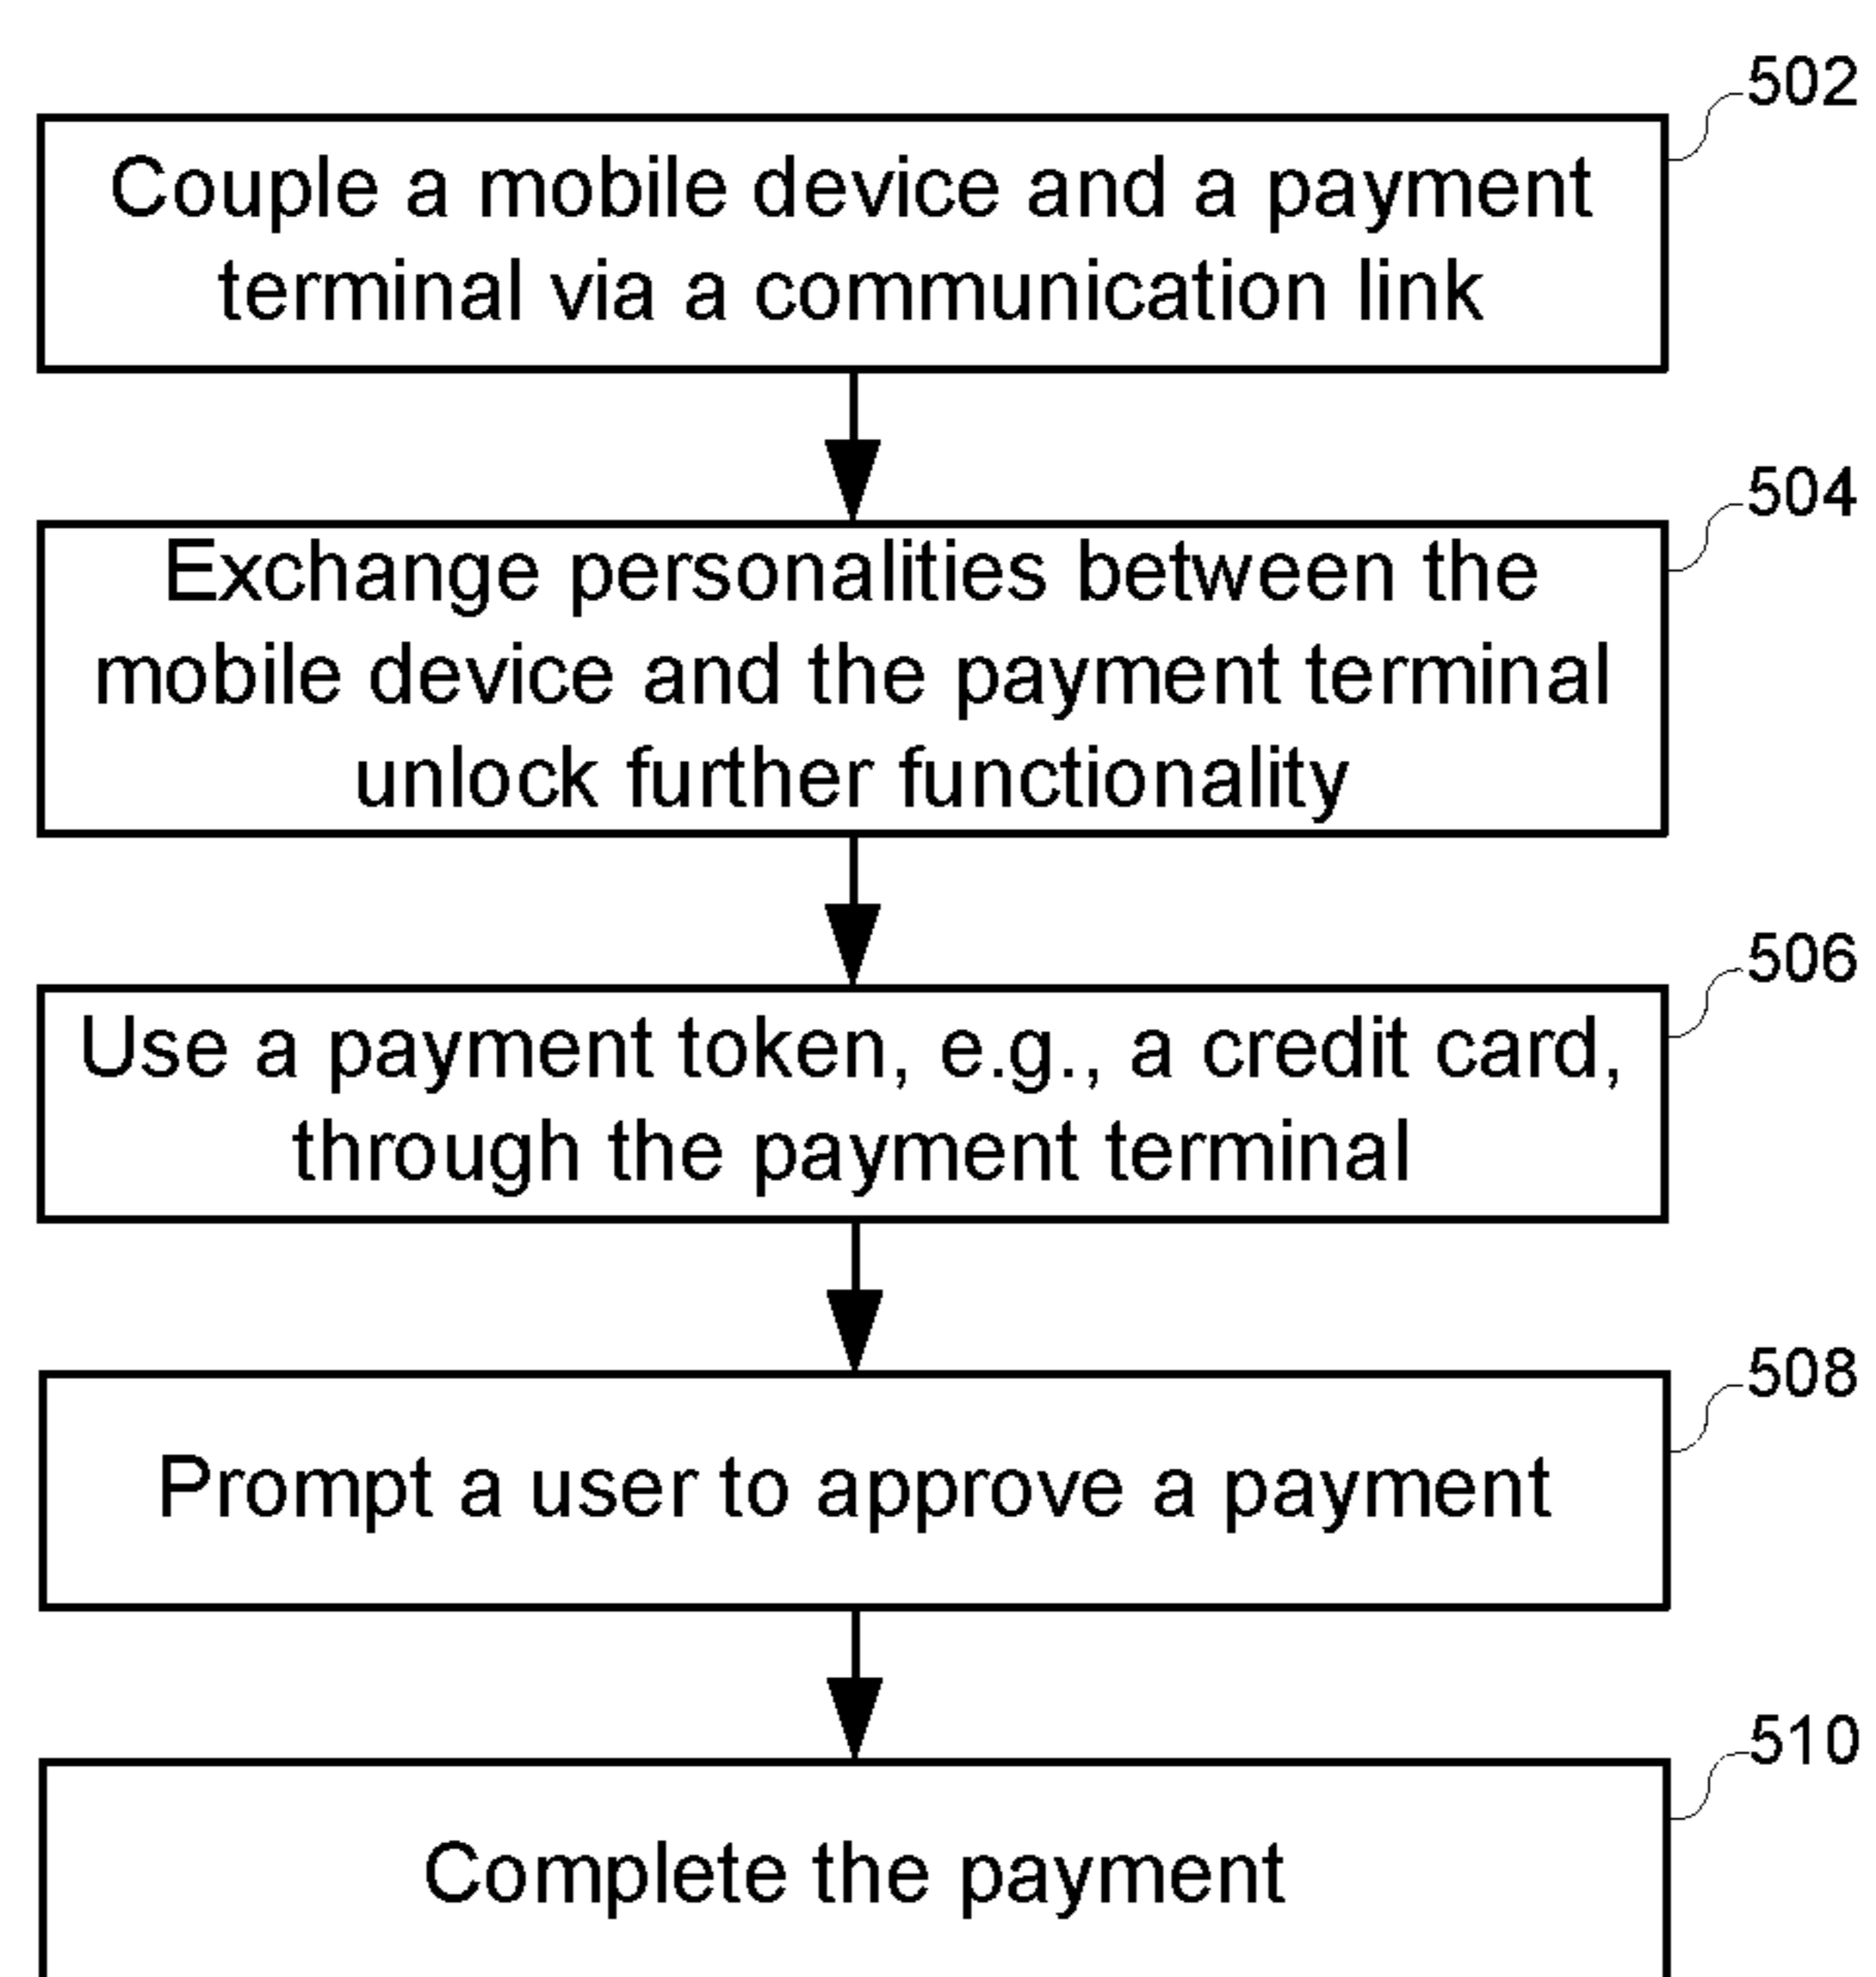 502
Couple a mobile device and a payment
terminal via a communication link
504
Exchange personalities between the
mobile device and the payment terminal
unlock further functionality
506
Use a payment token, e.g., a credit card,
through the payment terminal
508
Prompt a user to approve a payment
510
Complete the payment